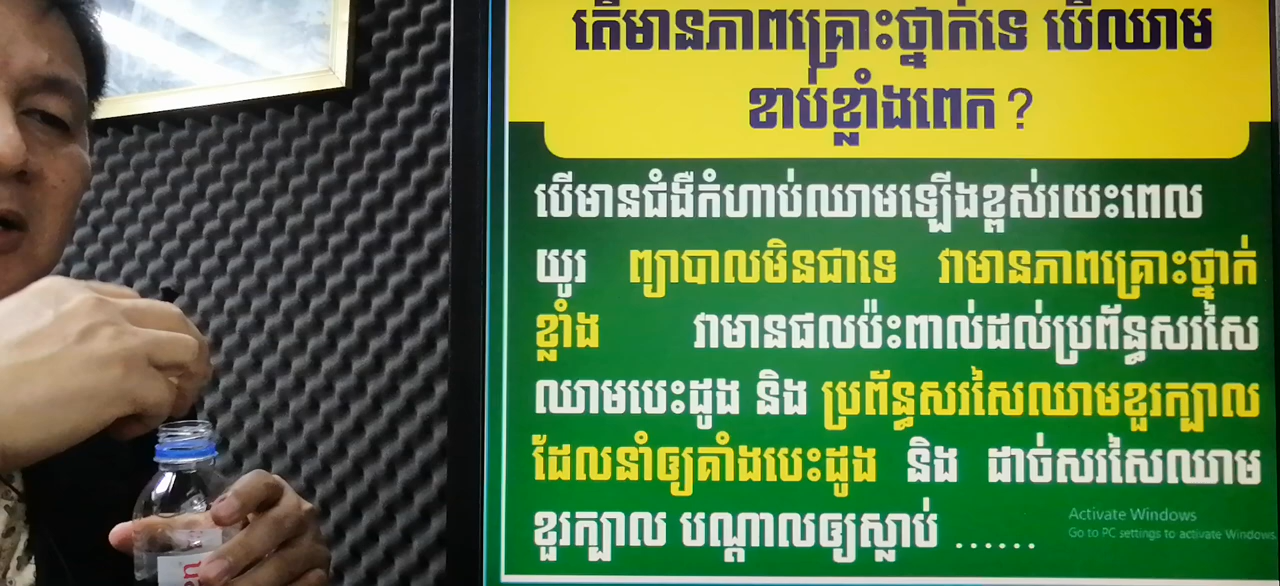 តើមានភាពគ្រោះថ្នាក់ទេ បើឈាម
ខាប់ខ្លាំងពេក?
បើមានជំងឺកំហាប់ឈាមឡើងខ្ពស់រយះពេល
យូរ ព្យាបាលមិនជាទេ វាមានភាពគ្រោះថ្នាក់
ខ្លាំង វាមានផលប៉ះពាល់ដល់ប្រព័ន្ធសរសៃ
ឈាមបេះដូង និង ប្រព័ន្ធសរសៃឈាមខួរក្បាល
ដែលនាំឲ្យគាំងបេះដូង និង ដាច់សរសៃឈាម
ខួរក្បាល បណ្តាលឲ្យស្លាប់ ......
Activate Windows
Go to PC settings to activate Windows.